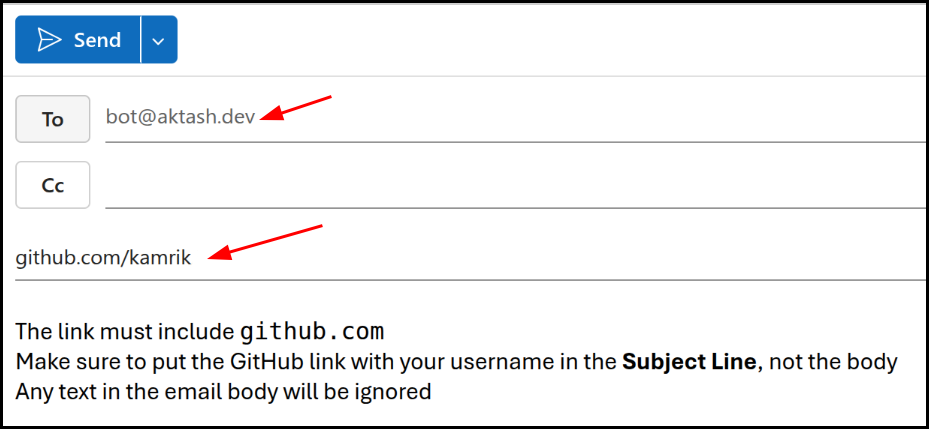 Send
To
bot@aktash.dev
Cc
github.com/kamrik
The link must include github.com
Make sure to put the GitHub link with your username in the Subject Line, not the body
Any text in the email body will be ignored